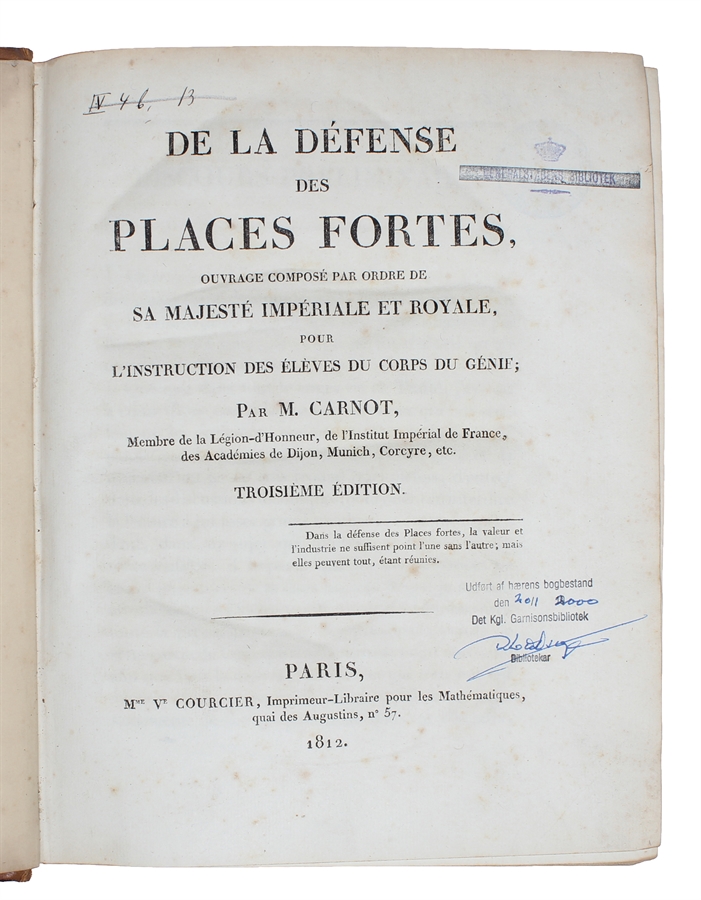 IV 46, 13
DE LA DÉFENSE
BIBLIOTEK
DES
PLACES FORTES,
OUVRAGE COMPOSÉ PAR ORDRE DE
SA MAJESTÉ IMPÉRIALE ET ROYALE,
POUR
L'INSTRUCTION DES ÉLÈVES DU CORPS DU GÉNIE;
PAR M. CARNOT,
Membre de la Légion-d'Honneur, de l'Institut Impérial de France,
des Académies de Dijon, Munich, Corcyre, etc.
TROISIÈME ÉDITION.
Dans la défense des Places fortes, la valeur et
l'industrie ne suffisent point l'une sans l'autre; mais
elles peuvent tout, étant réunies.
Udført af hærens bogbestand
den 20/1 2000
Det Kgl. Garnisonsbibliotek
Bibliotekar
PARIS,
Mme Ve COURCIER, Imprimeur-Libraire pour les Mathématiques,
quai des Augustins, n° 57.
1812.